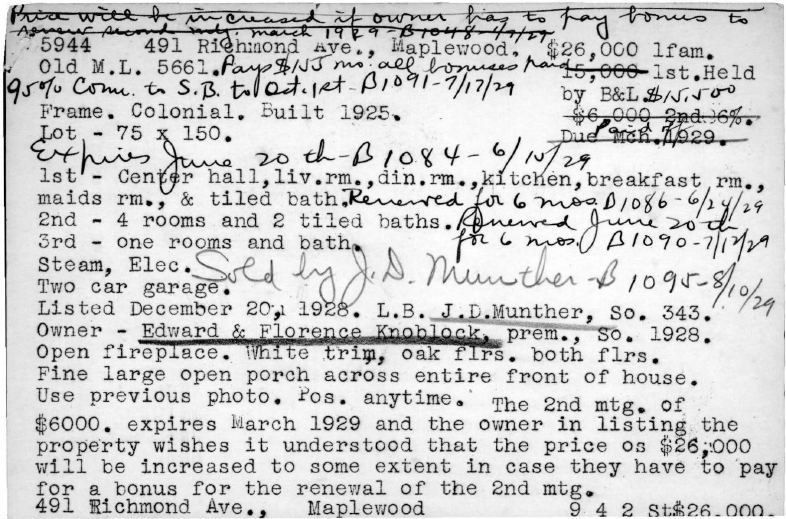 Price will be increased if owner has to pay bonus to
renew second mtg. march 1929 - B1048 - 1/9/29
5944 491 Richmond Ave., Maplewood. $26,000 1fam.
Old M.L. 5661. Pays $155 mo. all bonuses paid 15,000 1st. Held
95% Comm. to S.B. to Oct. 1st - B1091 - 7/17/29 by B&L $15,500
Frame. Colonial. Built 1925. $6,000 2nd. 6%.
Lot - 75 x 150. Due Mch. 1929.
Expires June 20th - B1084 - 6/10/29
1st - Center hall,liv.rm.,din.rm.,kitchen,breakfast rm.,
maids rm., & tiled bath. Renewed for 6 mos. B1086 - 6/24/29
2nd - 4 rooms and 2 tiled baths. Renewed June 20th
3rd - one rooms and bath. for 6 mos. B1090 - 7/12/29
Steam, Elec. Sold by J.D. Munther - B 1095 - 8/10/29
Two car garage.
Listed December 20, 1928. L.B. J.D.Munther, So. 343.
Owner - Edward & Florence Knoblock, prem., So. 1928.
Open fireplace. White trim, oak flrs. both flrs.
Fine large open porch across entire front of house.
Use previous photo. Pos. anytime. The 2nd mtg. of
$6000. expires March 1929 and the owner in listing the
property wishes it understood that the price os $26,000
will be increased to some extent in case they have to pay
for a bonus for the renewal of the 2nd mtg.
491 Richmond Ave., Maplewood 9 4 2 St$26,000.